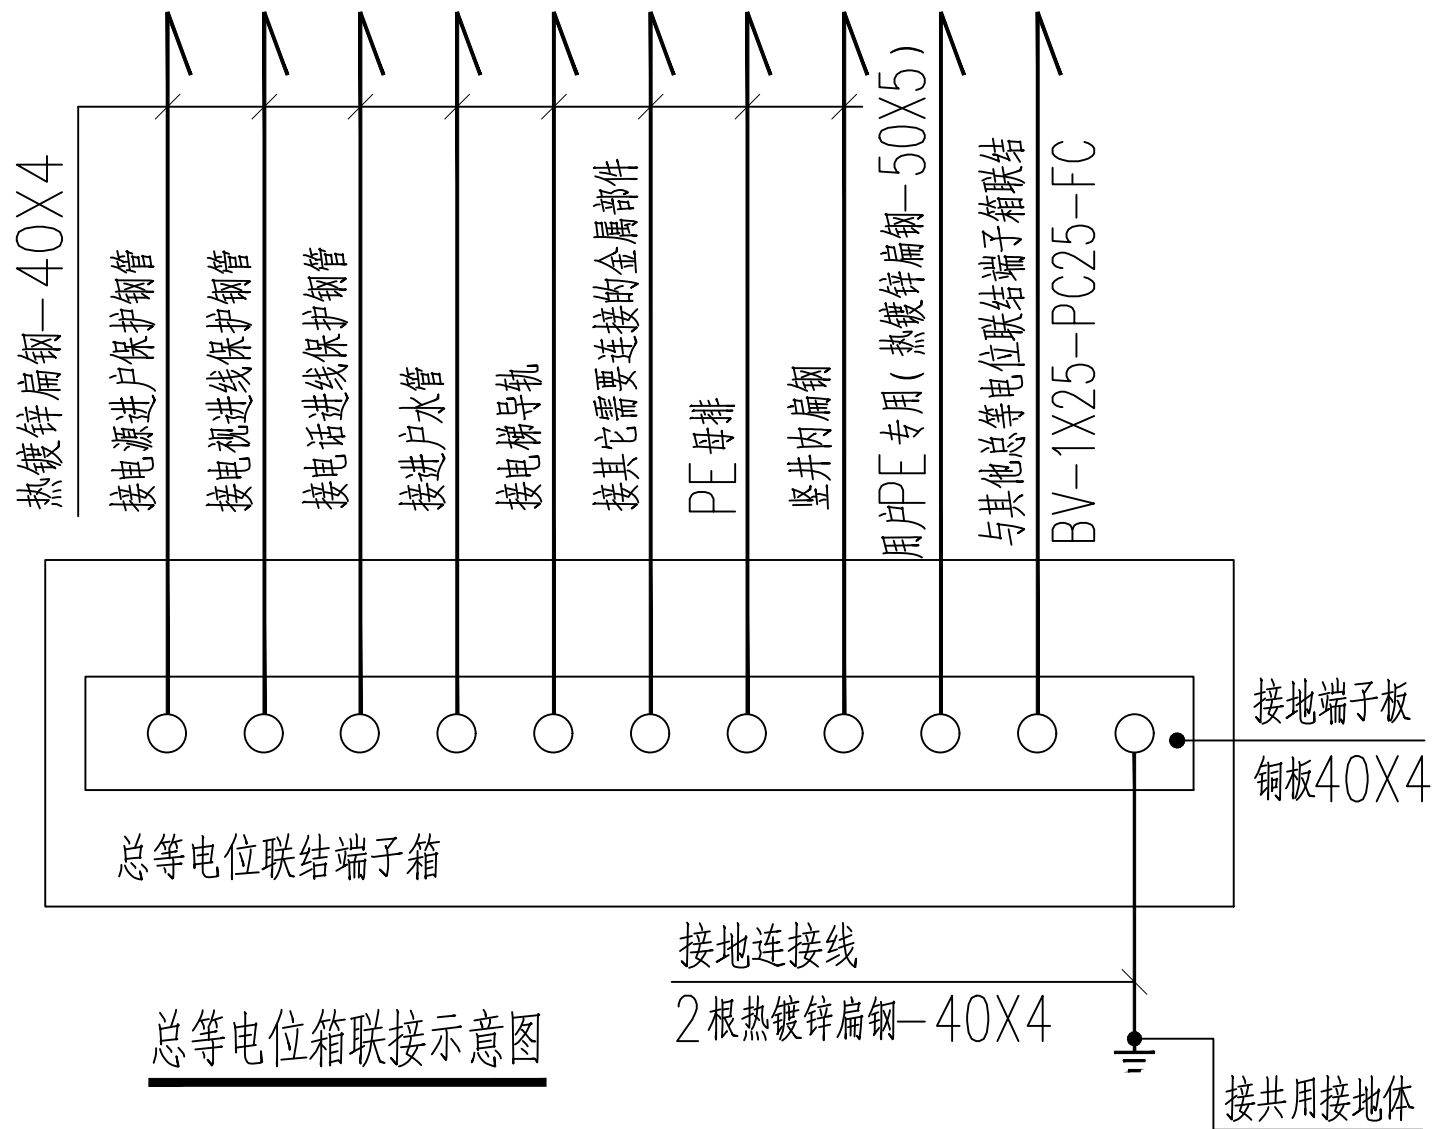 热镀锌扁钢-40X4
接电源进户保护钢管
接电视进线保护钢管
接电话进线保护钢管
接进户水管
接电梯导轨
接其它需要连接的金属部件
PE母排
竖井内扁钢
用户PE专用(热镀锌扁钢-50X5)
与其他总等电位联结端子箱联结
BV-1X25-PC25-FC
接地端子板
铜板40X4
总等电位联结端子箱
接地连接线
2根热镀锌扁钢-40X4
总等电位箱联接示意图
接共用接地体